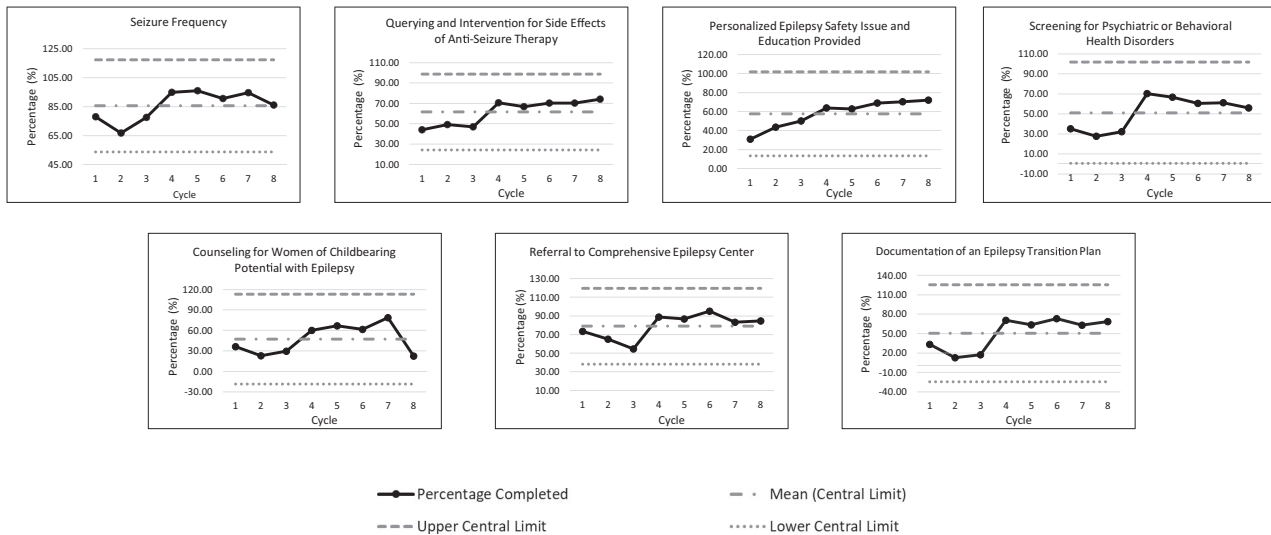 Seizure Frequency
Percentage (%)
125.00
105.00
85.00
65.00
45.00
1 2 3 4 5 6 7 8
Cycle
Querying and Intervention for Side Effects
of Anti-Seizure Therapy
Percentage (%)
110.00
90.00
70.00
50.00
30.00
10.00
1 2 3 4 5 6 7 8
Cycle
Personalized Epilepsy Safety Issue and
Education Provided
Percentage (%)
120.00
100.00
80.00
60.00
40.00
20.00
0.00
1 2 3 4 5 6 7 8
Cycle
Screening for Psychiatric or Behavioral
Health Disorders
Percentage (%)
110.00
90.00
70.00
50.00
30.00
10.00
-10.00
1 2 3 4 5 6 7 8
Cycle
Counseling for Women of Childbearing
Potential with Epilepsy
Percentage (%)
120.00
90.00
60.00
30.00
0.00
-30.00
1 2 3 4 5 6 7 8
Cycle
Referral to Comprehensive Epilepsy Center
Percentage (%)
130.00
110.00
90.00
70.00
50.00
30.00
10.00
1 2 3 4 5 6 7 8
Cycle
Documentation of an Epilepsy Transition Plan
Percentage (%)
140.00
110.00
80.00
50.00
20.00
-10.00
-40.00
1 2 3 4 5 6 7 8
Cycle
Percentage Completed
Mean (Central Limit)
Upper Central Limit
Lower Central Limit